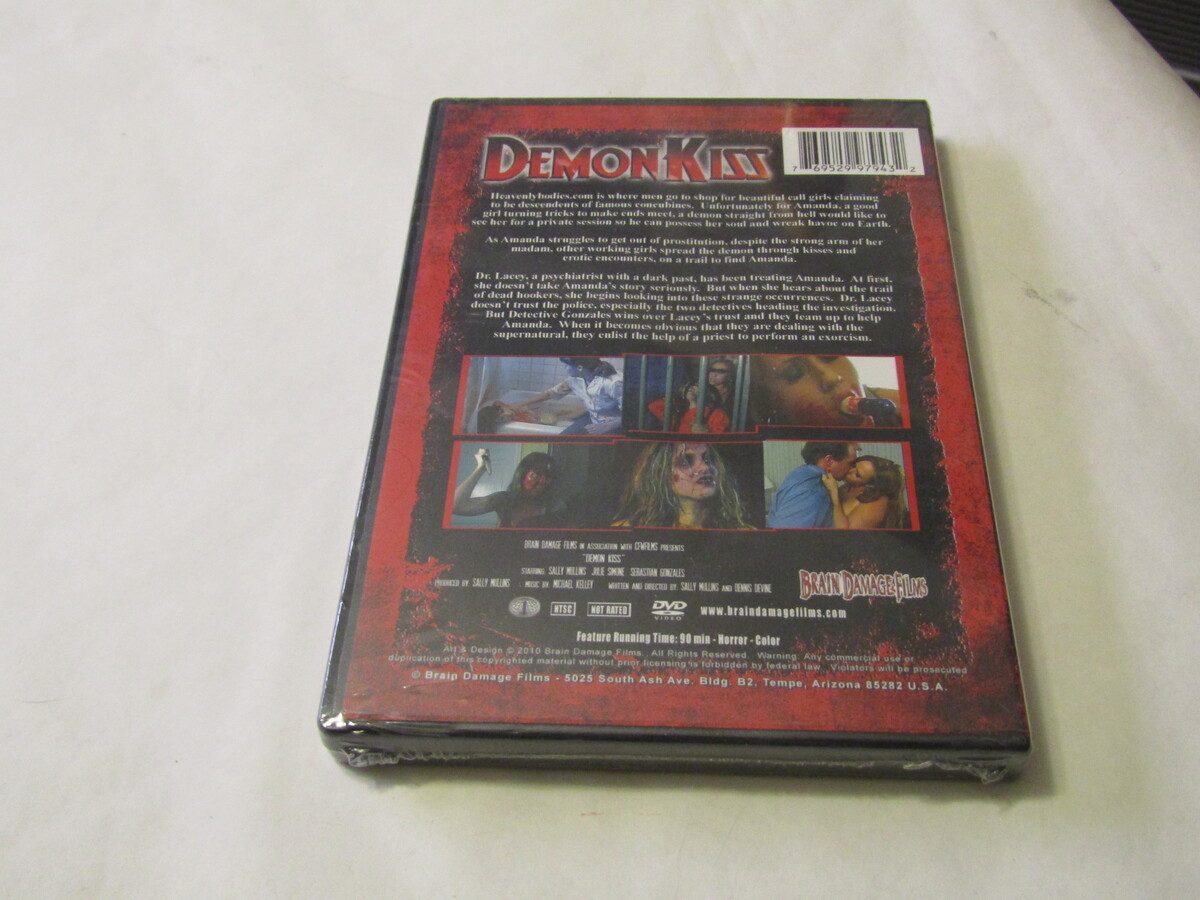 DEMON KISS
7 69529 97943 2
Heavenlybodies.com is where men go to shop for beautiful call girls claiming
to be descendents of famous concubines. Unfortunately for Amanda, a good
girl turning tricks to make ends meet, a demon straight from hell would like to
see her for a private session so he can possess her soul and wreak havoc on Earth.
As Amanda struggles to get out of prostitution, despite the strong arm of her
madam, other working girls spread the demon through kisses and
erotic encounters, on a trail to find Amanda.
Dr. Lacey, a psychiatrist with a dark past, has been treating Amanda. At first,
she doesn't take Amanda's story seriously. But when she hears about the trail
of dead hookers, she begins looking into these strange occurrences. Dr. Lacey
doesn't trust the police, especially the two detectives heading the investigation.
But Detective Gonzales wins over Lacey's trust and they team up to help
Amanda. When it becomes obvious that they are dealing with the
supernatural, they enlist the help of a priest to perform an exorcism.
BRAIN DAMAGE FILMS IN ASSOCIATION WITH CFWFILMS PRESENTS
"DEMON KISS"
STARRING SALLY MULLINS JULIE SIMONE SEBASTIAN GONZALES
PRODUCED BY SALLY MULLINS MUSIC BY MICHAEL KELLEY WRITTEN AND DIRECTED BY SALLY MULLINS AND DENNIS DEVINE
BRAIN DAMAGE FILMS
NTSC NOT RATED DVD VIDEO www.braindamagefilms.com
Feature Running Time: 90 min - Horror - Color
Art & Design © 2010 Brain Damage Films. All Rights Reserved. Warning: Any commercial use or
duplication of this copyrighted material without prior licensing is forbidden by federal law. Violators will be prosecuted
© Brain Damage Films - 5025 South Ash Ave. Bldg. B2, Tempe, Arizona 85282 U.S.A.